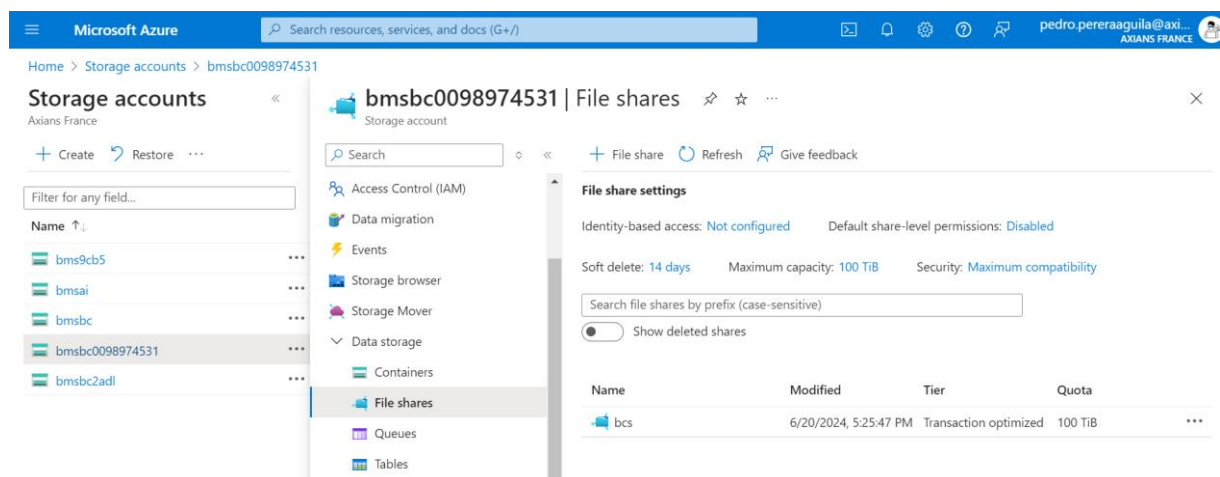 Microsoft Azure
Search resources, services, and docs (G+/)
pedro.pereraaguila@axi...
AXIANS FRANCE
Home > Storage accounts > bmsbc0098974531
Storage accounts
Axians France
+ Create Restore ...
Filter for any field...
Name ↑↓
bms9cb5 ...
bmsai ...
bmsbc ...
bmsbc0098974531 ...
bmsbc2adl ...
bmsbc0098974531 | File shares ...
Storage account
Search
Access Control (IAM)
Data migration
Events
Storage browser
Storage Mover
Data storage
Containers
File shares
Queues
Tables
+ File share Refresh Give feedback
File share settings
Identity-based access: Not configured Default share-level permissions: Disabled
Soft delete: 14 days Maximum capacity: 100 TiB Security: Maximum compatibility
Search file shares by prefix (case-sensitive)
Show deleted shares
Name Modified Tier Quota
bcs 6/20/2024, 5:25:47 PM Transaction optimized 100 TiB ...